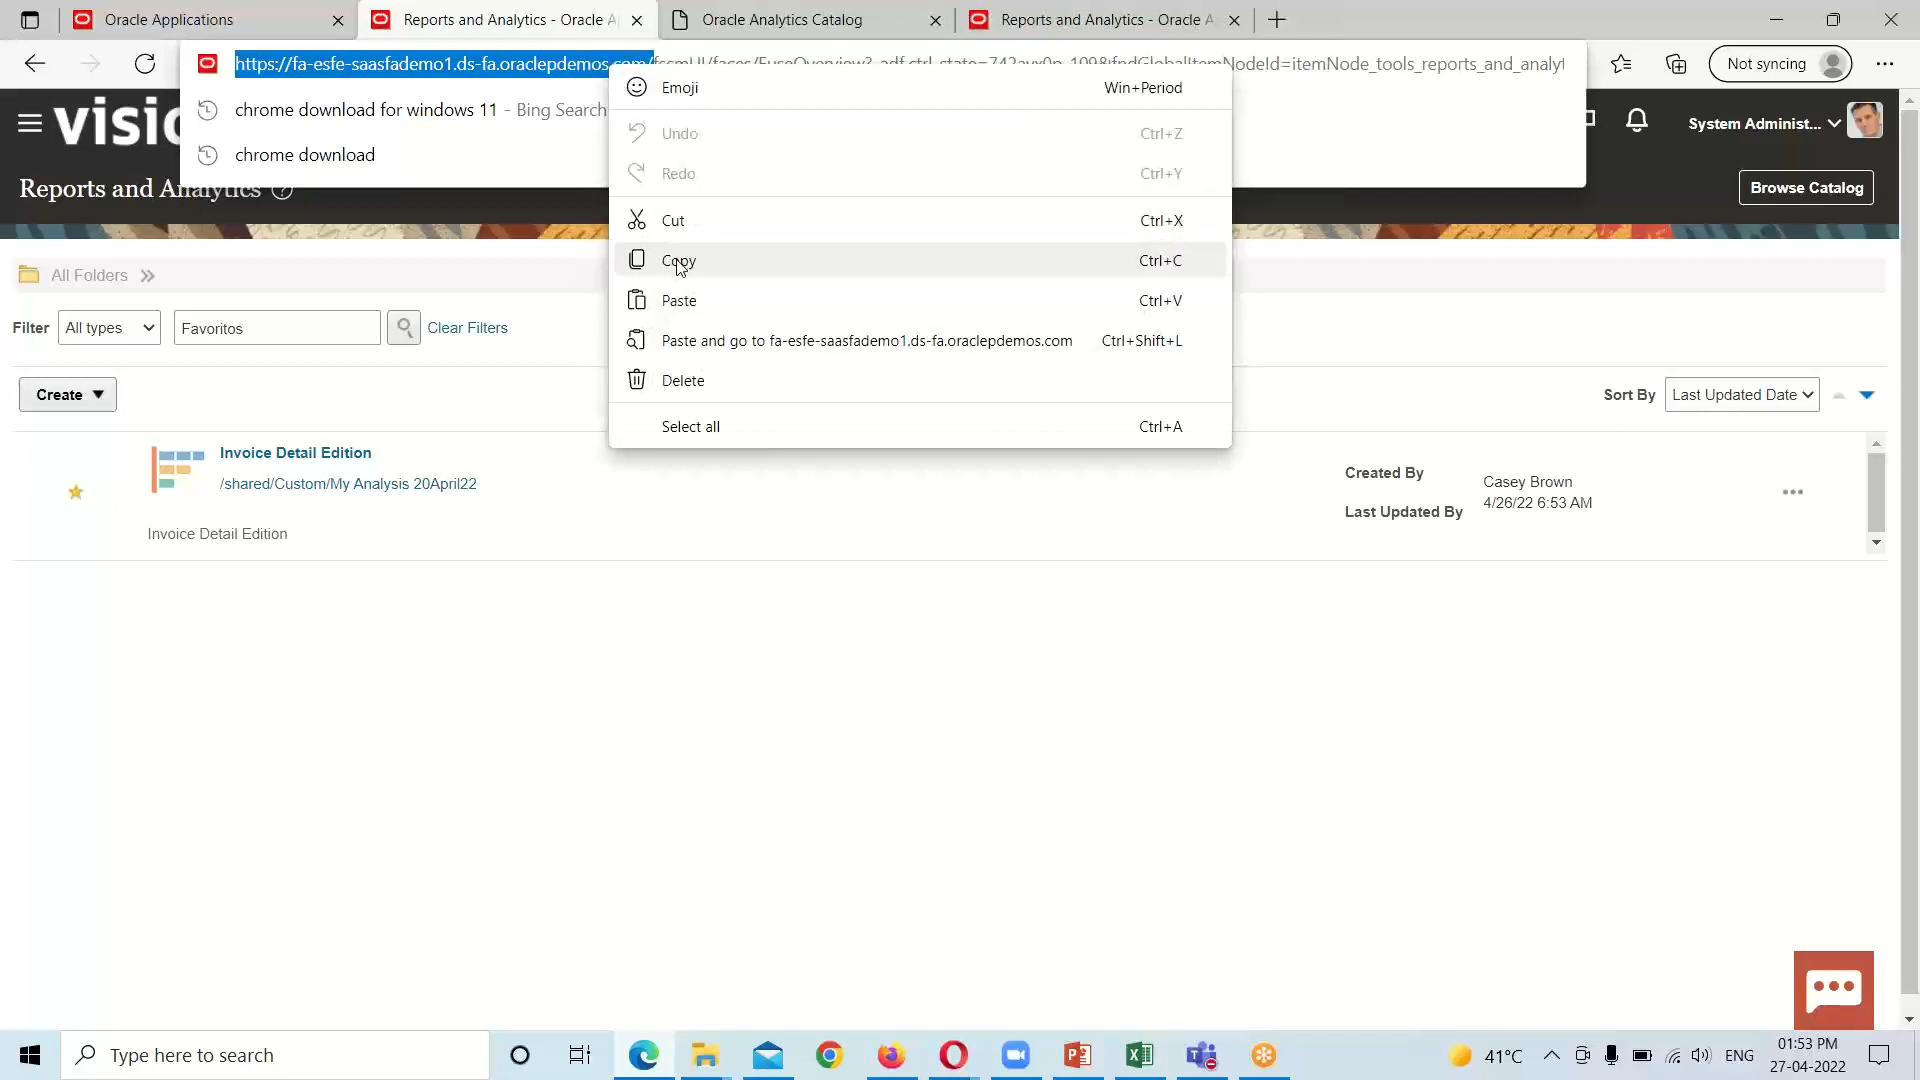 Oracle Applications
Reports and Analytics - Oracle A
Oracle Analytics Catalog
Reports and Analytics - Oracle A
https://fa-esfe-saasfademo1.ds-fa.oraclepdemos.com/fscmUI/faces/FuseOverview?_adf.ctrl-state=
itemNode_tools_reports_and_analyt
Not syncing
chrome download for windows 11 - Bing Search
chrome download
Emoji Win+Period
Undo Ctrl+Z
Redo Ctrl+Y
Cut Ctrl+X
Copy Ctrl+C
Paste Ctrl+V
Paste and go to fa-esfe-saasfademo1.ds-fa.oraclepdemos.com Ctrl+Shift+L
Delete
Select all Ctrl+A
System Administ...
Reports and Analytics
Browse Catalog
All Folders
Filter All types Favoritos Clear Filters
Create
Sort By Last Updated Date
Invoice Detail Edition
/shared/Custom/My Analysis 20April22
Invoice Detail Edition
Created By
Last Updated By
Casey Brown
4/26/22 6:53 AM
Type here to search
41°C
ENG
01:53 PM
27-04-2022